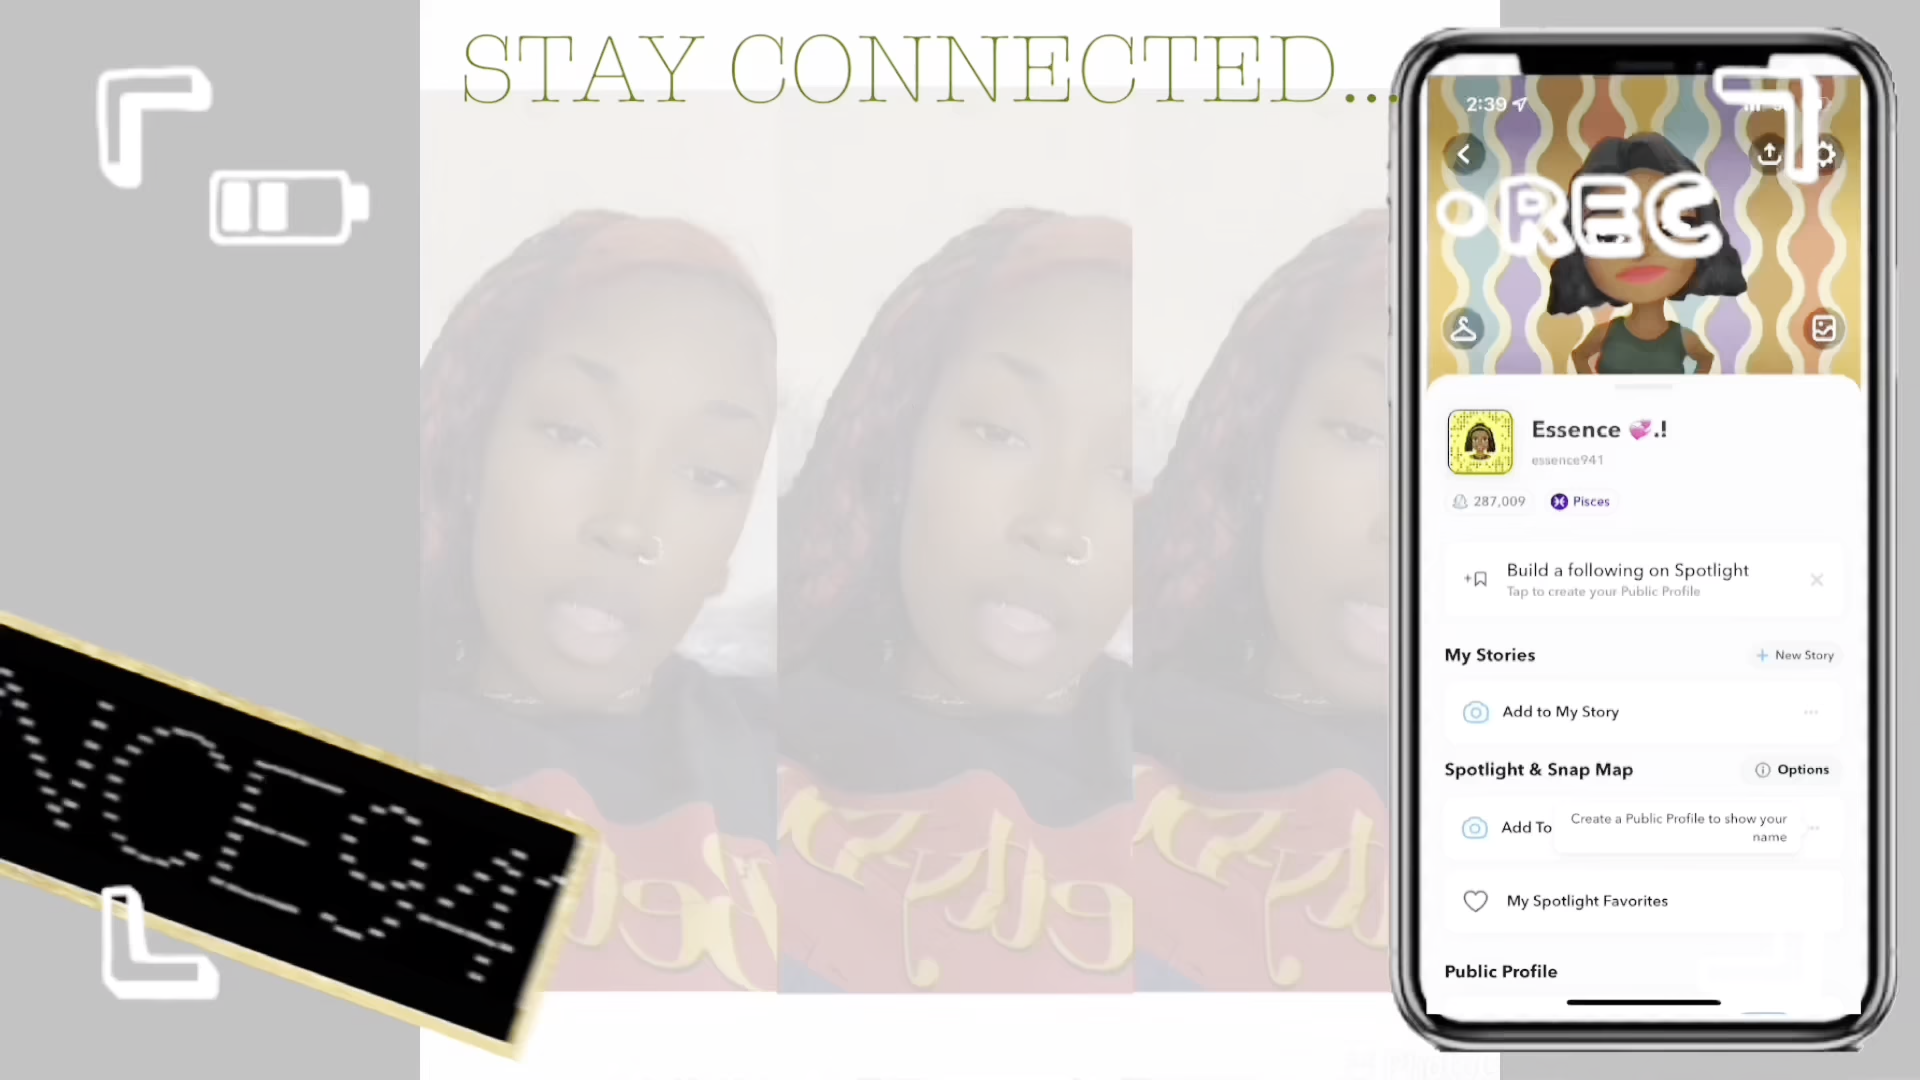 STAY CONNECTED...
2:39
REC
Essence 💞.!
essence941
287,009
Pisces
Build a following on Spotlight
Tap to create your Public Profile
My Stories
+ New Story
Add to My Story
Spotlight & Snap Map
Options
Add To
Create a Public Profile to show your
name
My Spotlight Favorites
Public Profile
NCE94